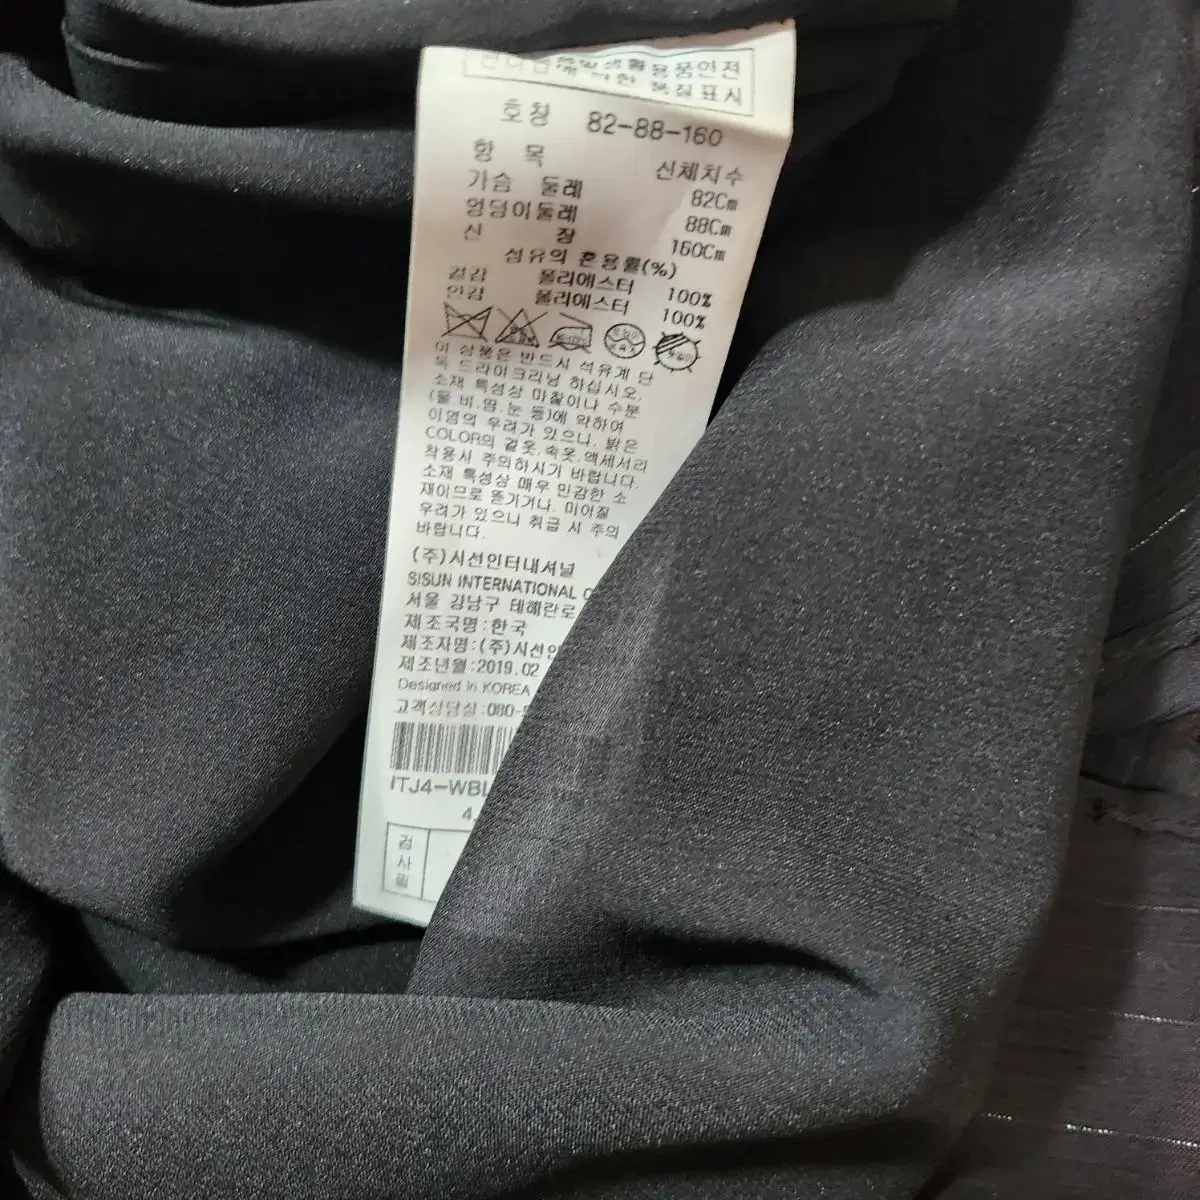 품질표시
호칭 82-88-160
항 목 신체치수
가슴 둘레 82Cm
엉덩이둘레 88Cm
신 장 160Cm
섬유의 혼용률(%)
겉감 폴리에스터 100%
안감 폴리에스터 100%
이 상품은 반드시 석유계 단
독 드라이크리닝 하십시오.
소재 특성상 마찰이나 수분
(물.비.땀.눈 등)에 약하여
이염의 우려가 있으니, 밝은
COLOR의 겉옷.속옷.액세서리
착용시 주의하시기 바랍니다.
소재 특성상 매우 민감한 소
재이므로 뜯기거나, 미어질
우려가 있으니 취급 시 주의
바랍니다.
(주)시선인터내셔널
SISUN INTERNATIONAL C
서울 강남구 테헤란로
제조국명:한국
제조자명:(주)시선인
제조년월:2019.02
Designed in KOREA
고객상담실:080-
ITJ4-WBL
4.
검사필